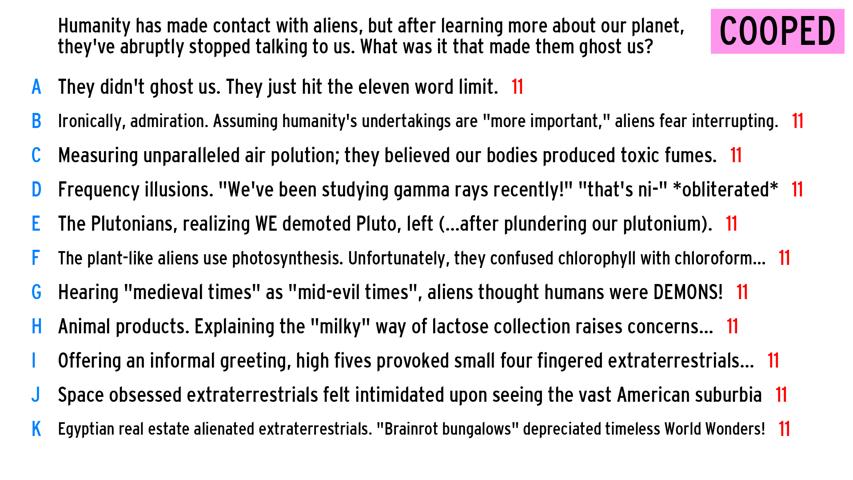 Humanity has made contact with aliens, but after learning more about our planet,
they've abruptly stopped talking to us. What was it that made them ghost us?
COOPED
A They didn't ghost us. They just hit the eleven word limit. 11
B Ironically, admiration. Assuming humanity's undertakings are "more important," aliens fear interrupting. 11
C Measuring unparalleled air polution; they believed our bodies produced toxic fumes. 11
D Frequency illusions. "We've been studying gamma rays recently!" "that's ni-" *obliterated* 11
E The Plutonians, realizing WE demoted Pluto, left (...after plundering our plutonium). 11
F The plant-like aliens use photosynthesis. Unfortunately, they confused chlorophyll with chloroform... 11
G Hearing "medieval times" as "mid-evil times", aliens thought humans were DEMONS! 11
H Animal products. Explaining the "milky" way of lactose collection raises concerns... 11
I Offering an informal greeting, high fives provoked small four fingered extraterrestrials... 11
J Space obsessed extraterrestrials felt intimidated upon seeing the vast American suburbia 11
K Egyptian real estate alienated extraterrestrials. "Brainrot bungalows" depreciated timeless World Wonders! 11